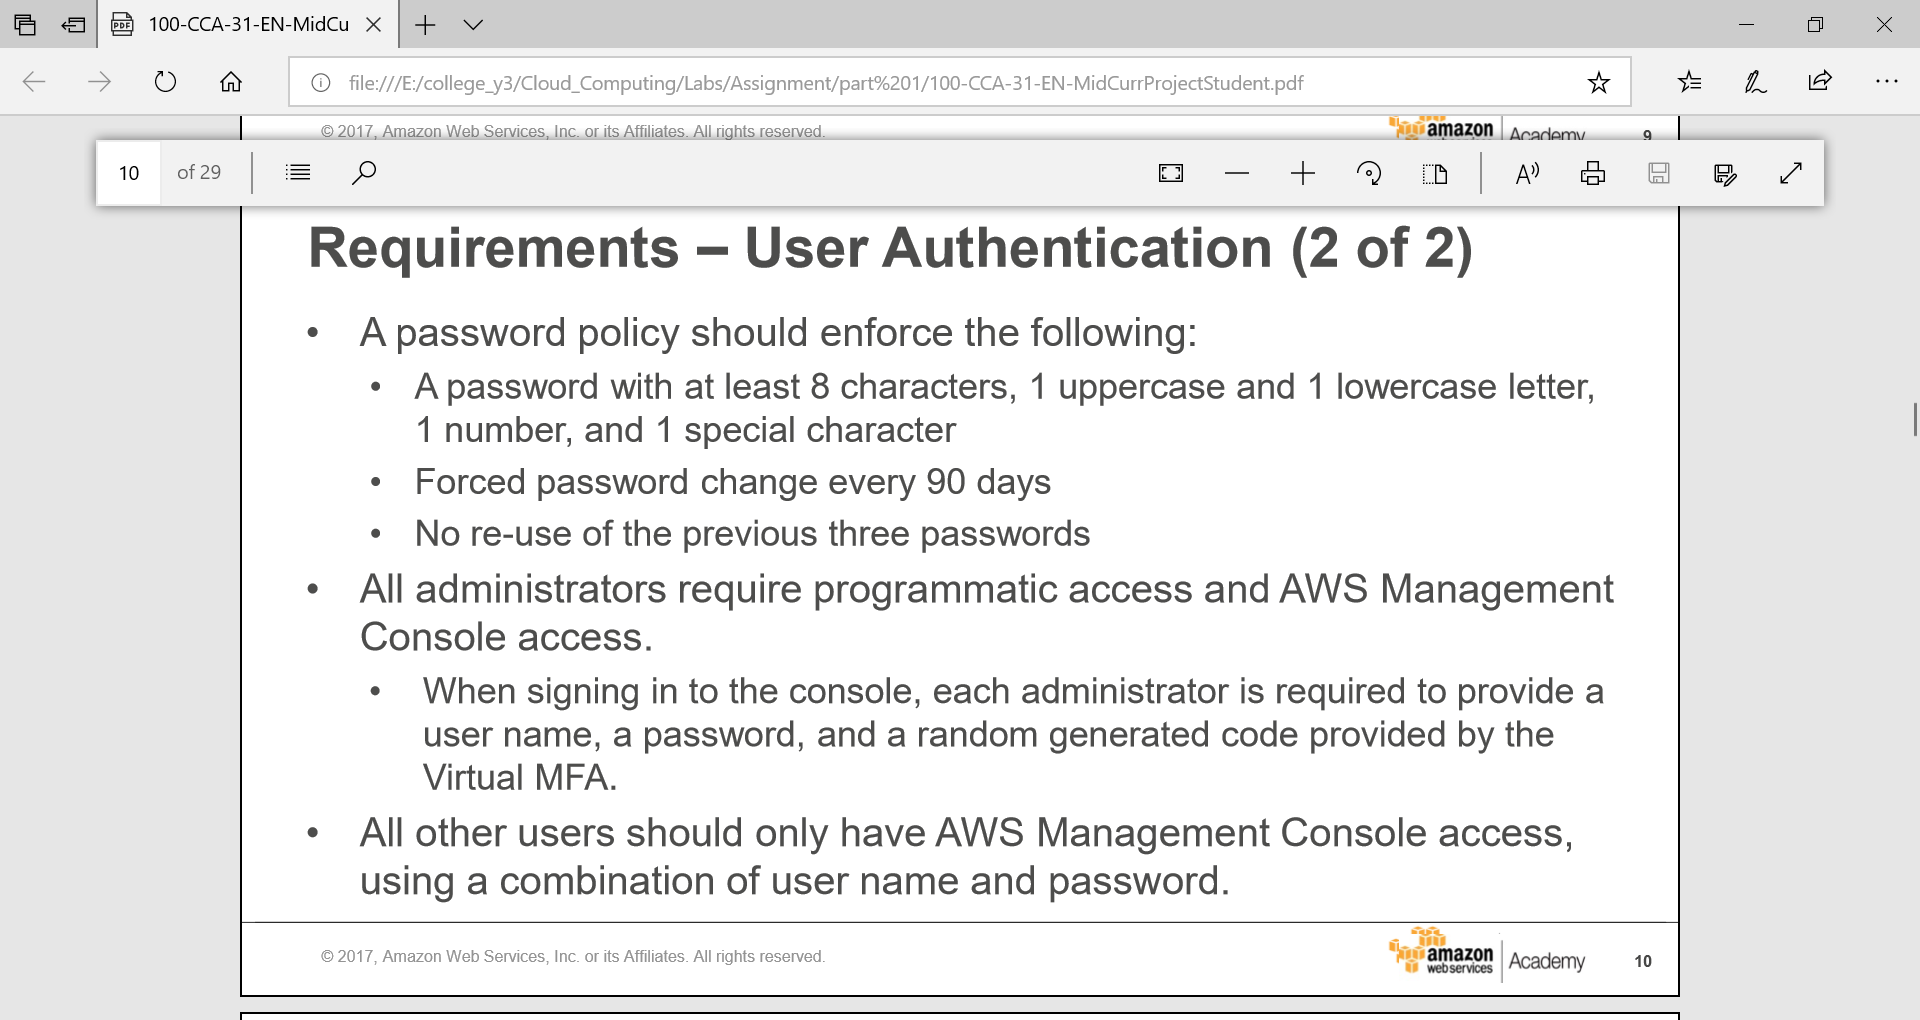 100-CCA-31-EN-MidCu
file:///E:/college_y3/Cloud_Computing/Labs/Assignment/part%201/100-CCA-31-EN-MidCurrProjectStudent.pdf
© 2017, Amazon Web Services, Inc. or its Affiliates. All rights reserved.
amazon Academy 9
10 of 29
Requirements – User Authentication (2 of 2)
• A password policy should enforce the following:
• A password with at least 8 characters, 1 uppercase and 1 lowercase letter,
1 number, and 1 special character
• Forced password change every 90 days
• No re-use of the previous three passwords
• All administrators require programmatic access and AWS Management
Console access.
• When signing in to the console, each administrator is required to provide a
user name, a password, and a random generated code provided by the
Virtual MFA.
• All other users should only have AWS Management Console access,
using a combination of user name and password.
© 2017, Amazon Web Services, Inc. or its Affiliates. All rights reserved.
amazon
webservices
Academy
10